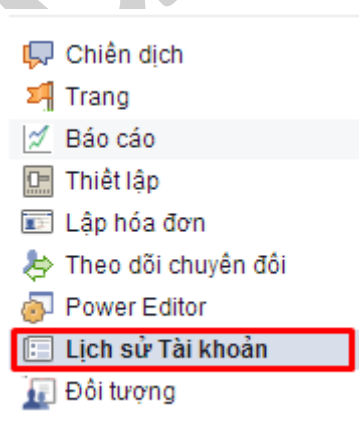 Chiến dịch
Trang
Báo cáo
Thiết lập
Lập hóa đơn
Theo dõi chuyển đổi
Power Editor
Lịch sử Tài khoản
Đối tượng